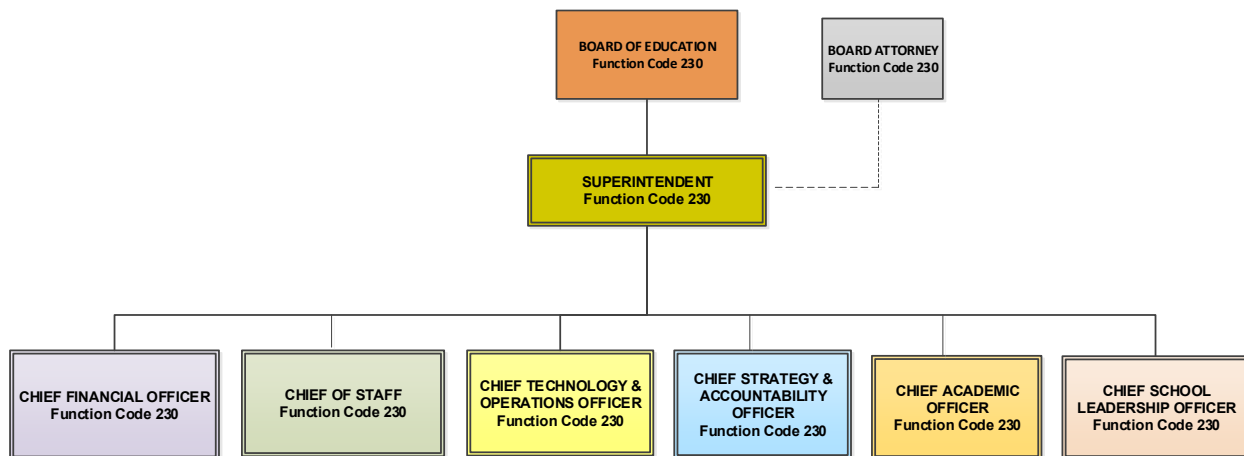 BOARD OF EDUCATION
Function Code 230
BOARD ATTORNEY
Function Code 230
SUPERINTENDENT
Function Code 230
CHIEF FINANCIAL OFFICER
Function Code 230
CHIEF OF STAFF
Function Code 230
CHIEF TECHNOLOGY &
OPERATIONS OFFICER
Function Code 230
CHIEF STRATEGY &
ACCOUNTABILITY
OFFICER
Function Code 230
CHIEF ACADEMIC
OFFICER
Function Code 230
CHIEF SCHOOL
LEADERSHIP OFFICER
Function Code 230